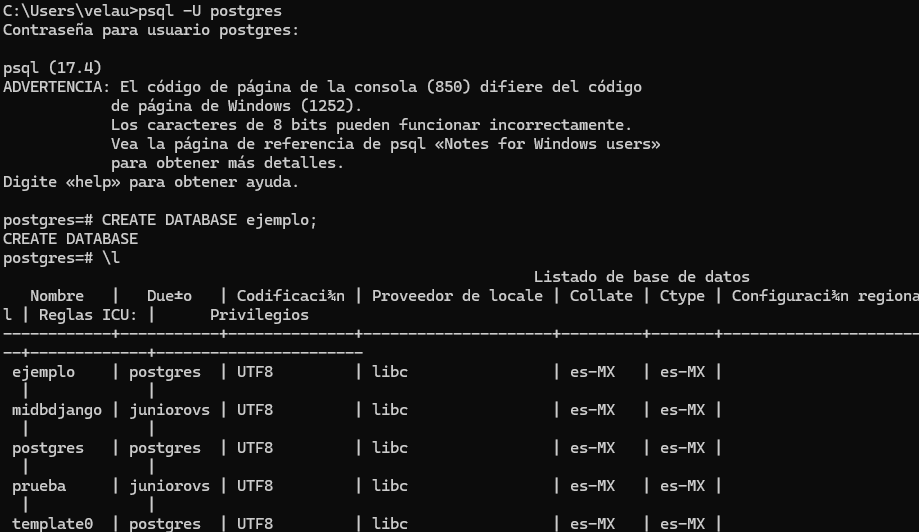 C:\Users\velau>psql -U postgres
Contraseña para usuario postgres:
psql (17.4)
ADVERTENCIA: El código de página de la consola (850) difiere del código
de página de Windows (1252).
Los caracteres de 8 bits pueden funcionar incorrectamente.
Vea la página de referencia de psql «Notes for Windows users»
para obtener más detalles.
Digite «help» para obtener ayuda.
postgres=# CREATE DATABASE ejemplo;
CREATE DATABASE
postgres=# \l
Listado de base de datos
Nombre | Due±o | Codificaci¾n | Proveedor de locale | Collate | Ctype | Configuraci¾n regiona
l | Reglas ICU: | Privilegios
------------+-----------+--------------+---------------------+---------+-------+----------------------
--+-------------+-----------------------
ejemplo | postgres | UTF8 | libc | es-MX | es-MX |
| |
midbdjango | juniorovs | UTF8 | libc | es-MX | es-MX |
| |
postgres | postgres | UTF8 | libc | es-MX | es-MX |
| |
prueba | juniorovs | UTF8 | libc | es-MX | es-MX |
| |
template0 | postgres | UTF8 | libc | es-MX | es-MX |